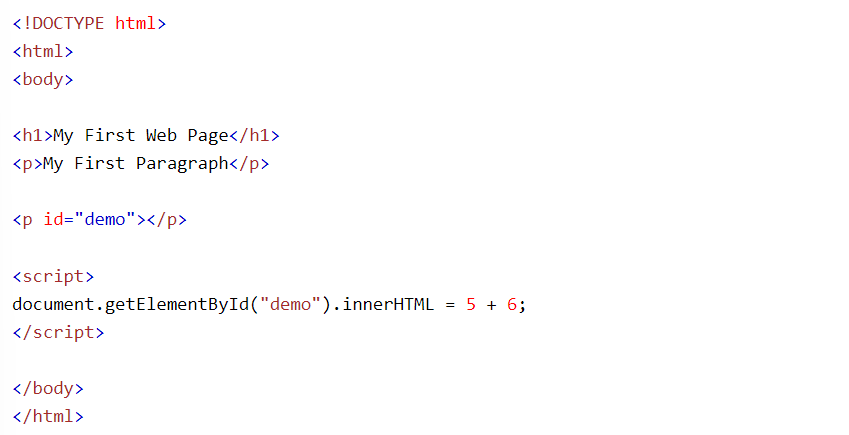 <!DOCTYPE html>
<html>
<body>
<h1>My First Web Page</h1>
<p>My First Paragraph</p>
<p id="demo"></p>
<script>
document.getElementById("demo").innerHTML = 5 + 6;
</script>
</body>
</html>